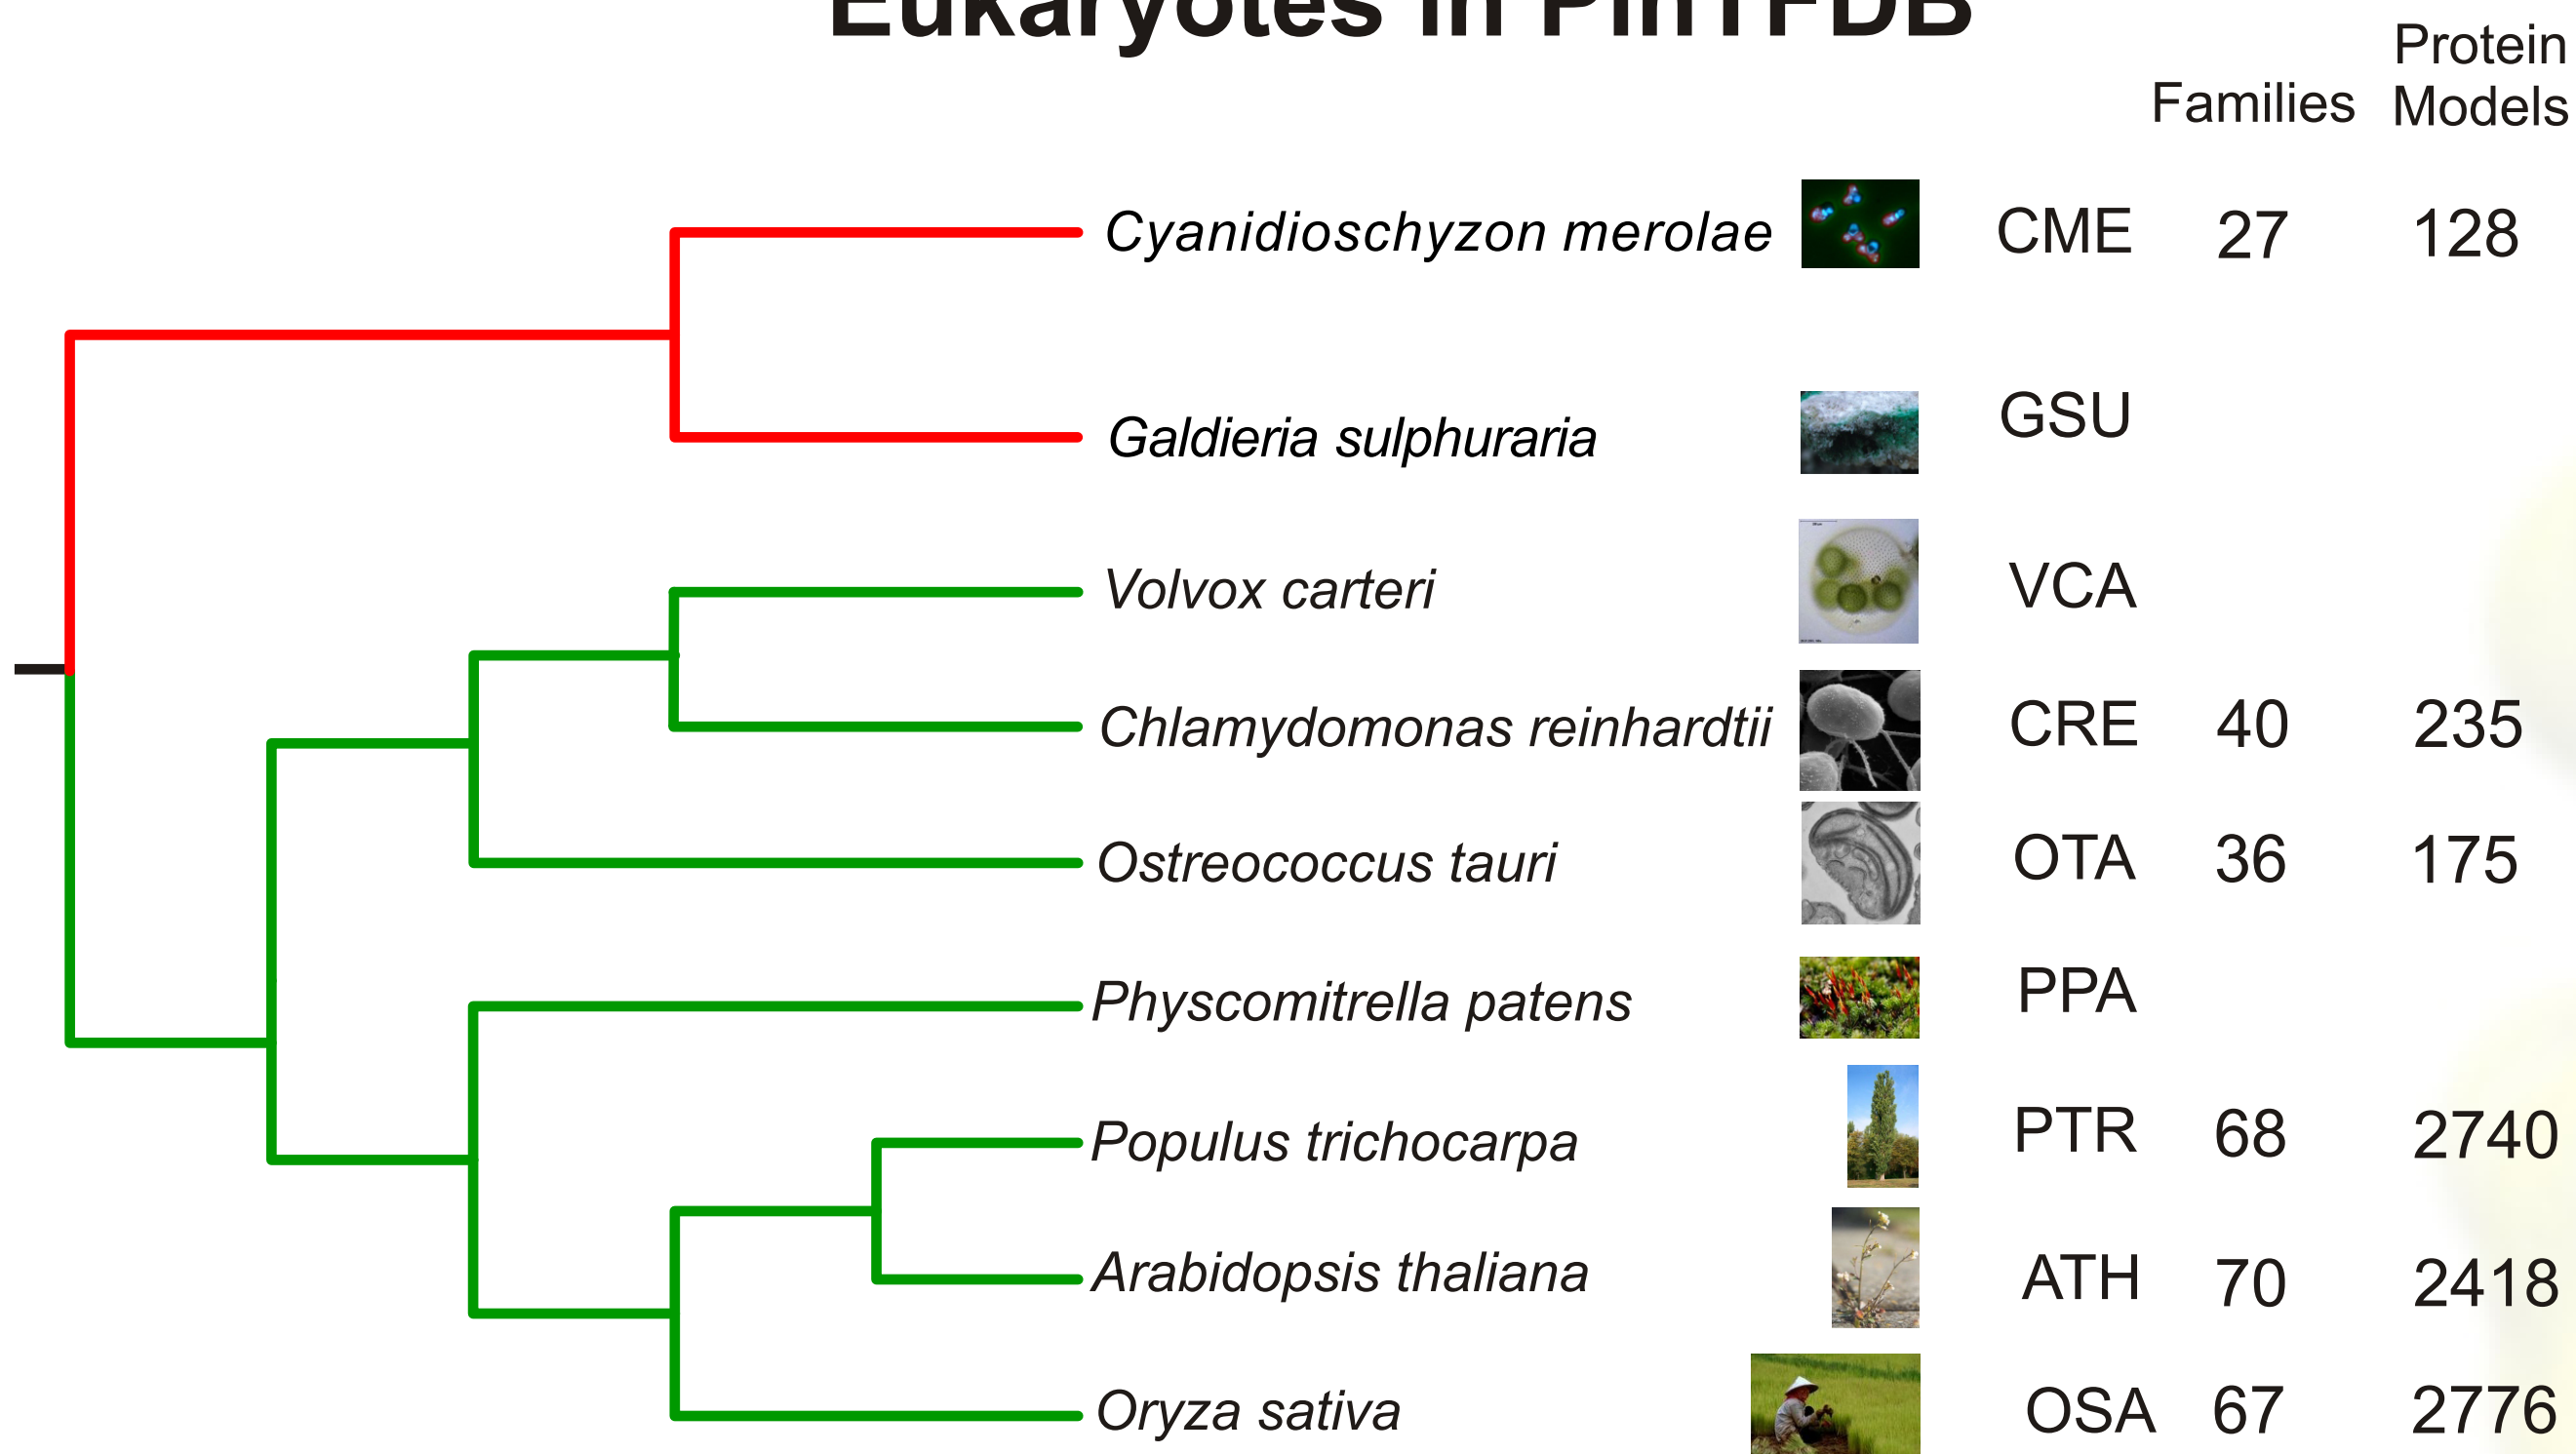 Eukaryotes in PlnTFDB
Families Protein Models
Cyanidioschyzon merolae CME 27 128
Galdieria sulphuraria GSU
Volvox carteri VCA
Chlamydomonas reinhardtii CRE 40 235
Ostreococcus tauri OTA 36 175
Physcomitrella patens PPA
Populus trichocarpa PTR 68 2740
Arabidopsis thaliana ATH 70 2418
Oryza sativa OSA 67 2776